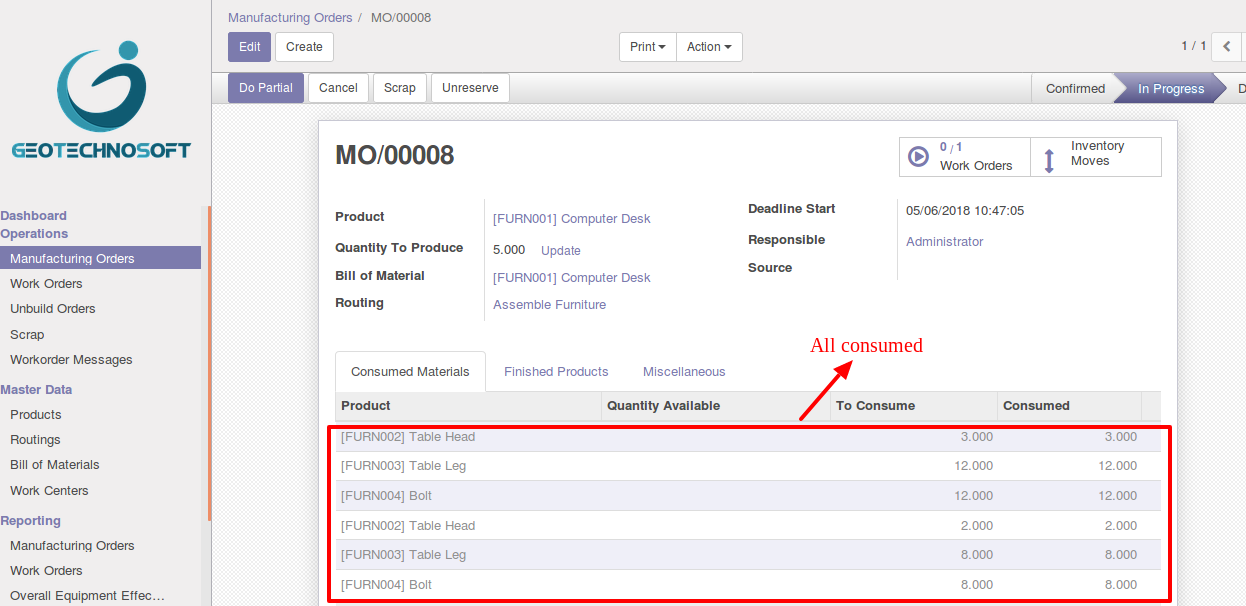 GEOTECHNOSOFT
Dashboard
Operations
Manufacturing Orders
Work Orders
Unbuild Orders
Scrap
Workorder Messages
Master Data
Products
Routings
Bill of Materials
Work Centers
Reporting
Manufacturing Orders
Work Orders
Overall Equipment Effec...
Manufacturing Orders / MO/00008
Edit Create Print Action 1 / 1
Do Partial Cancel Scrap Unreserve Confirmed In Progress D
MO/00008
0 / 1
Work Orders
Inventory
Moves
Product [FURN001] Computer Desk
Quantity To Produce 5.000 Update
Bill of Material [FURN001] Computer Desk
Routing Assemble Furniture
Deadline Start 05/06/2018 10:47:05
Responsible Administrator
Source
All consumed
Consumed Materials Finished Products Miscellaneous
Product Quantity Available To Consume Consumed
[FURN002] Table Head 3.000 3.000
[FURN003] Table Leg 12.000 12.000
[FURN004] Bolt 12.000 12.000
[FURN002] Table Head 2.000 2.000
[FURN003] Table Leg 8.000 8.000
[FURN004] Bolt 8.000 8.000